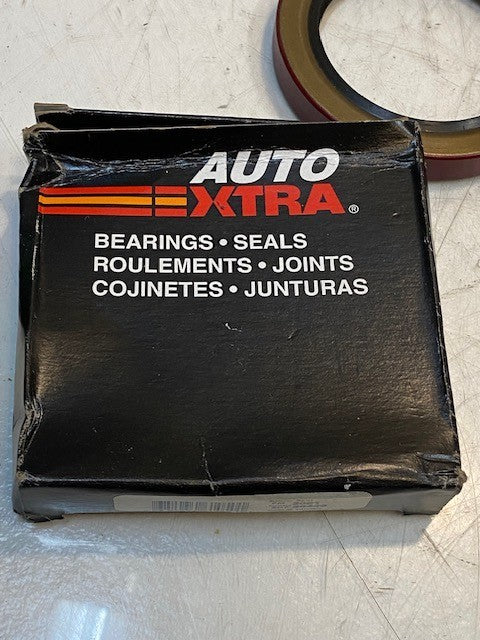 AUTO
EXTRA®
BEARINGS • SEALS
ROULEMENTS • JOINTS
COJINETES • JUNTURAS